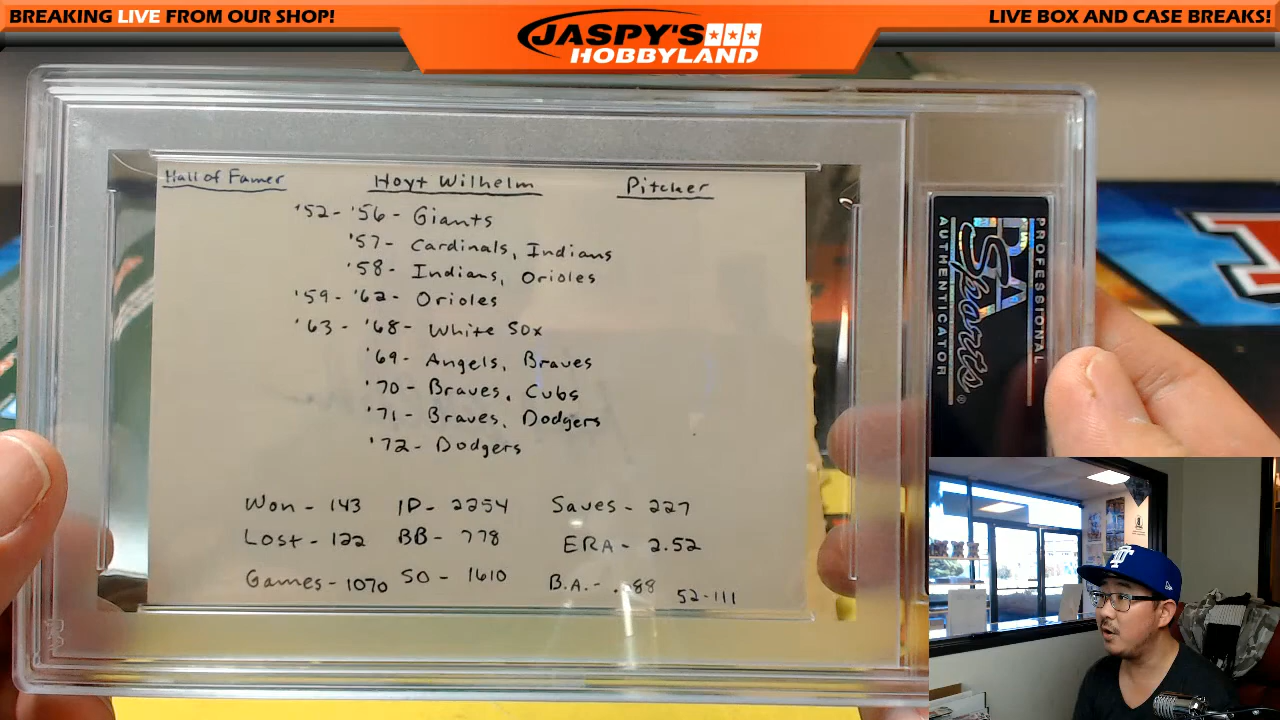 BREAKING LIVE FROM OUR SHOP!
JASPY'S
HOBBYLAND
LIVE BOX AND CASE BREAKS!
Hall of Famer Hoyt Wilhelm Pitcher
'52-'56- Giants
'57- Cardinals, Indians
'58- Indians, Orioles
'59-'62- Orioles
'63-'68- White Sox
'69- Angels, Braves
'70- Braves, Cubs
'71- Braves, Dodgers
'72- Dodgers
Won - 143 IP- 2254 Saves - 227
Lost - 122 BB- 778 ERA- 2.52
Games - 1070 SO - 1610 B.A.- 52-111
PROFESSIONAL
PSA
Sports®
AUTHENTICATOR